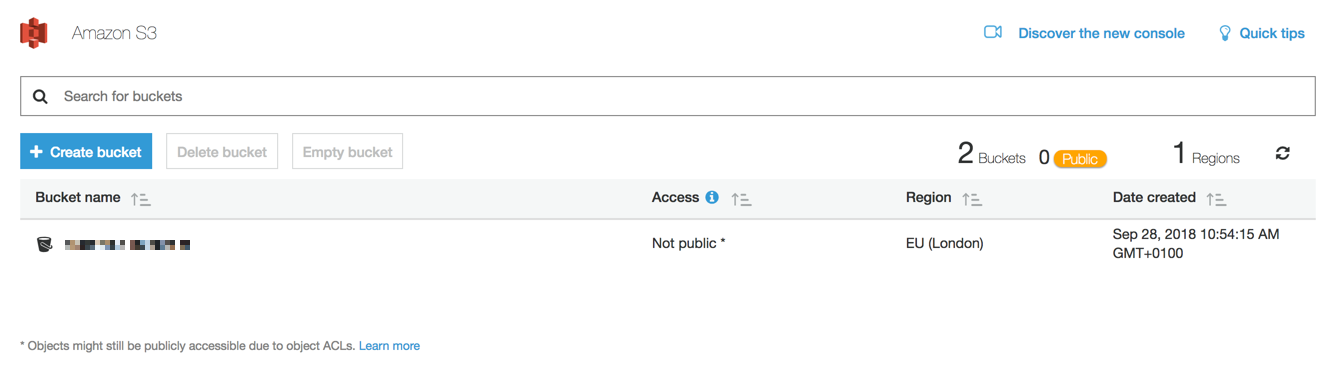 Amazon S3
Discover the new console
Quick tips
Search for buckets
Create bucket
Delete bucket
Empty bucket
2 Buckets
0 Public
1 Regions
Bucket name
Access
Region
Date created
Not public *
EU (London)
Sep 28, 2018 10:54:15 AM
GMT+0100
* Objects might still be publicly accessible due to object ACLs. Learn more